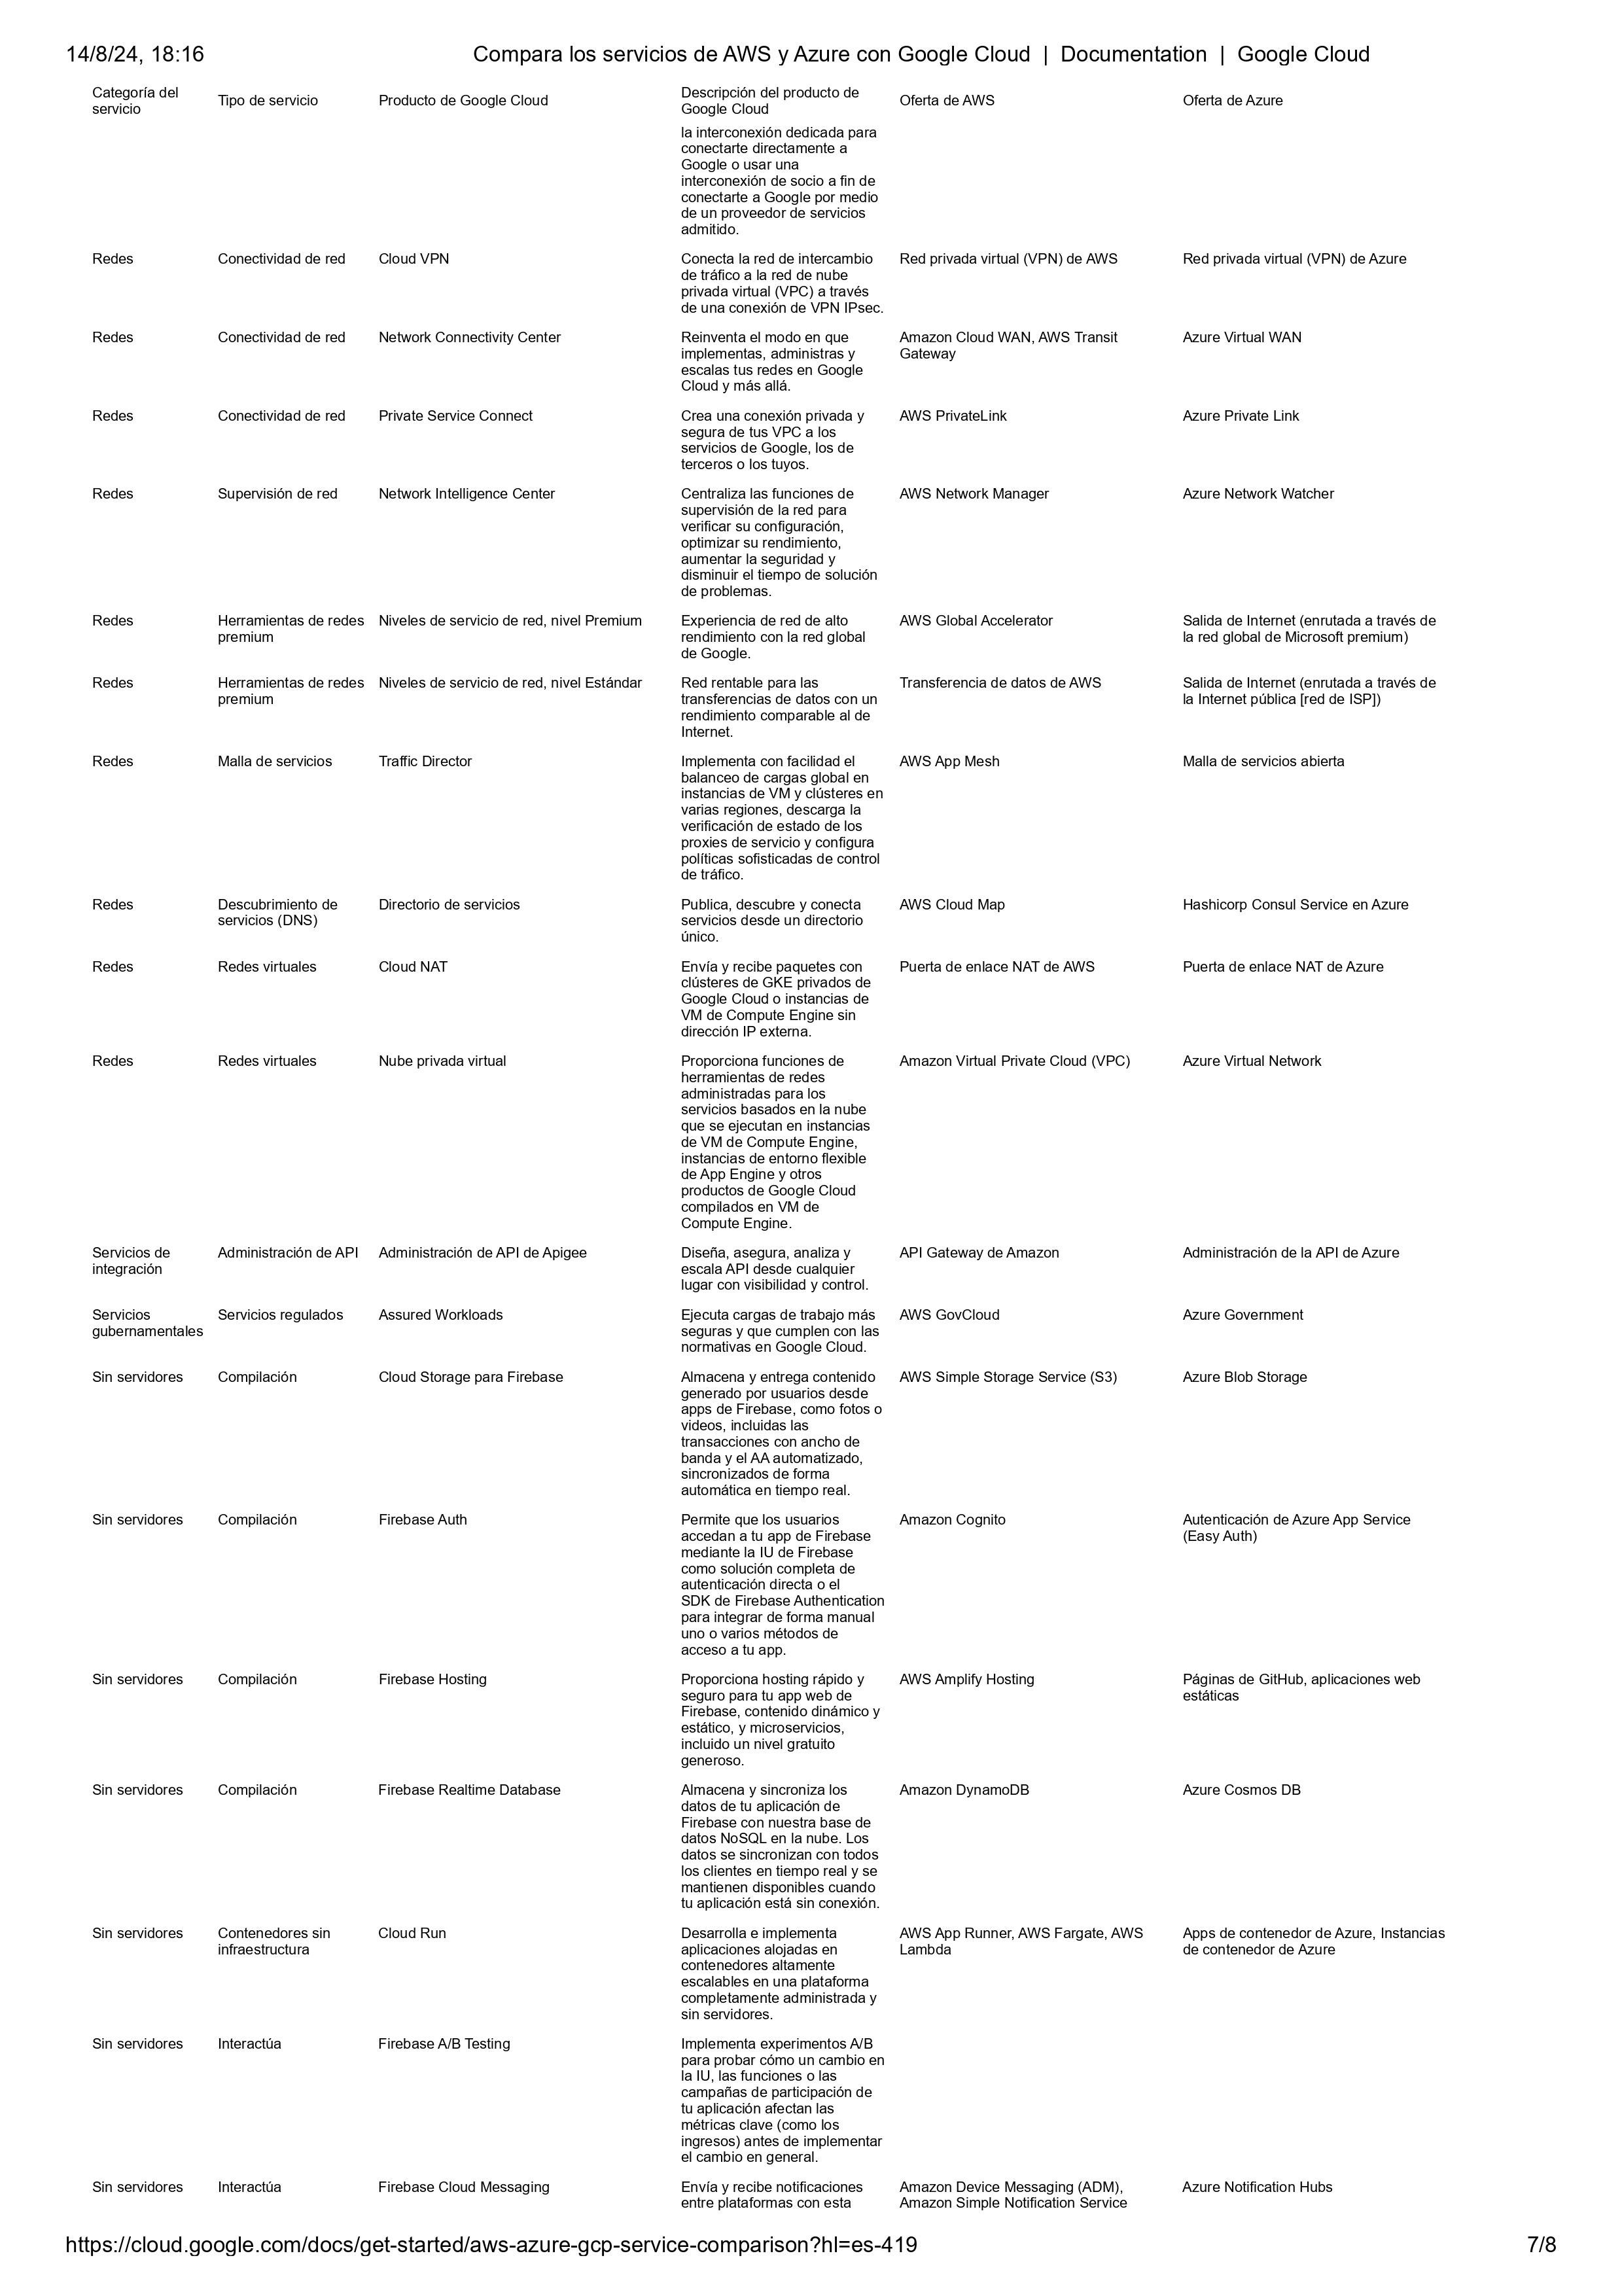 14/8/24, 18:16
Compara los servicios de AWS y Azure con Google Cloud | Documentation | Google Cloud
Categoría del
servicio
Tipo de servicio
Producto de Google Cloud
Descripción del producto de
Google Cloud
Oferta de AWS
Oferta de Azure
la interconexión dedicada para
conectarte directamente a
Google o usar una
interconexión de socio a fin de
conectarte a Google por medio
de un proveedor de servicios
admitido.
Redes
Conectividad de red
Cloud VPN
Conecta la red de intercambio
de tráfico a la red de nube
privada virtual (VPC) a través
de una conexión de VPN IPsec.
Red privada virtual (VPN) de AWS
Red privada virtual (VPN) de Azure
Redes
Conectividad de red
Network Connectivity Center
Reinventa el modo en que
implementas, administras y
escalas tus redes en Google
Cloud y más allá.
Amazon Cloud WAN, AWS Transit
Gateway
Azure Virtual WAN
Redes
Conectividad de red
Private Service Connect
Crea una conexión privada y
segura de tus VPC a los
servicios de Google, los de
terceros o los tuyos.
AWS PrivateLink
Azure Private Link
Redes
Supervisión de red
Network Intelligence Center
Centraliza las funciones de
supervisión de la red para
verificar su configuración,
optimizar su rendimiento,
aumentar la seguridad y
disminuir el tiempo de solución
de problemas.
AWS Network Manager
Azure Network Watcher
Redes
Herramientas de redes
premium
Niveles de servicio de red, nivel Premium
Experiencia de red de alto
rendimiento con la red global
de Google.
AWS Global Accelerator
Salida de Internet (enrutada a través de
la red global de Microsoft premium)
Redes
Herramientas de redes
premium
Niveles de servicio de red, nivel Estándar
Red rentable para las
transferencias de datos con un
rendimiento comparable al de
Internet.
Transferencia de datos de AWS
Salida de Internet (enrutada a través de
la Internet pública [red de ISP])
Redes
Malla de servicios
Traffic Director
Implementa con facilidad el
balanceo de cargas global en
instancias de VM y clústeres en
varias regiones, descarga la
verificación de estado de los
proxies de servicio y configura
políticas sofisticadas de control
de tráfico.
AWS App Mesh
Malla de servicios abierta
Redes
Descubrimiento de
servicios (DNS)
Directorio de servicios
Publica, descubre y conecta
servicios desde un directorio
único.
AWS Cloud Map
Hashicorp Consul Service en Azure
Redes
Redes virtuales
Cloud NAT
Envía y recibe paquetes con
clústeres de GKE privados de
Google Cloud o instancias de
VM de Compute Engine sin
dirección IP externa.
Puerta de enlace NAT de AWS
Puerta de enlace NAT de Azure
Redes
Redes virtuales
Nube privada virtual
Proporciona funciones de
herramientas de redes
administradas para los
servicios basados en la nube
que se ejecutan en instancias
de VM de Compute Engine,
instancias de entorno flexible
de App Engine y otros
productos de Google Cloud
compilados en VM de
Compute Engine.
Amazon Virtual Private Cloud (VPC)
Azure Virtual Network
Servicios de
integración
Administración de API
Administración de API de Apigee
Diseña, asegura, analiza y
escala API desde cualquier
lugar con visibilidad y control.
API Gateway de Amazon
Administración de la API de Azure
Servicios
gubernamentales
Servicios regulados
Assured Workloads
Ejecuta cargas de trabajo más
seguras y que cumplen con las
normativas en Google Cloud.
AWS GovCloud
Azure Government
Sin servidores
Compilación
Cloud Storage para Firebase
Almacena y entrega contenido
generado por usuarios desde
apps de Firebase, como fotos o
videos, incluidas las
transacciones con ancho de
banda y el AA automatizado,
sincronizados de forma
automática en tiempo real.
AWS Simple Storage Service (S3)
Azure Blob Storage
Sin servidores
Compilación
Firebase Auth
Permite que los usuarios
accedan a tu app de Firebase
mediante la IU de Firebase
como solución completa de
autenticación directa o el
SDK de Firebase Authentication
para integrar de forma manual
uno o varios métodos de
acceso a tu app.
Amazon Cognito
Autenticación de Azure App Service
(Easy Auth)
Sin servidores
Compilación
Firebase Hosting
Proporciona hosting rápido y
seguro para tu app web de
Firebase, contenido dinámico y
estático, y microservicios,
incluido un nivel gratuito
generoso.
AWS Amplify Hosting
Páginas de GitHub, aplicaciones web
estáticas
Sin servidores
Compilación
Firebase Realtime Database
Almacena y sincroniza los
datos de tu aplicación de
Firebase con nuestra base de
datos NoSQL en la nube. Los
datos se sincronizan con todos
los clientes en tiempo real y se
mantienen disponibles cuando
tu aplicación está sin conexión.
Amazon DynamoDB
Azure Cosmos DB
Sin servidores
Contenedores sin
infraestructura
Cloud Run
Desarrolla e implementa
aplicaciones alojadas en
contenedores altamente
escalables en una plataforma
completamente administrada y
sin servidores.
AWS App Runner, AWS Fargate, AWS
Lambda
Apps de contenedor de Azure, Instancias
de contenedor de Azure
Sin servidores
Interactúa
Firebase A/B Testing
Implementa experimentos A/B
para probar cómo un cambio en
la IU, las funciones o las
campañas de participación de
tu aplicación afectan las
métricas clave (como los
ingresos) antes de implementar
el cambio en general.
Sin servidores
Interactúa
Firebase Cloud Messaging
Envía y recibe notificaciones
entre plataformas con esta
Amazon Device Messaging (ADM),
Amazon Simple Notification Service
Azure Notification Hubs
https://cloud.google.com/docs/get-started/aws-azure-gcp-service-comparison?hl=es-419
7/8